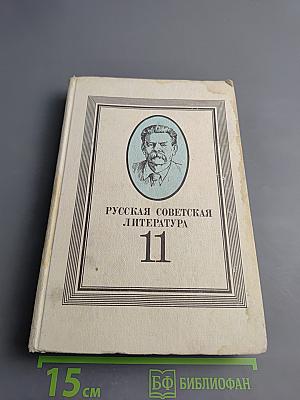 РУССКАЯ СОВЕТСКАЯ
ЛИТЕРАТУРА
11
15 см
БФ БИБЛИОФАН